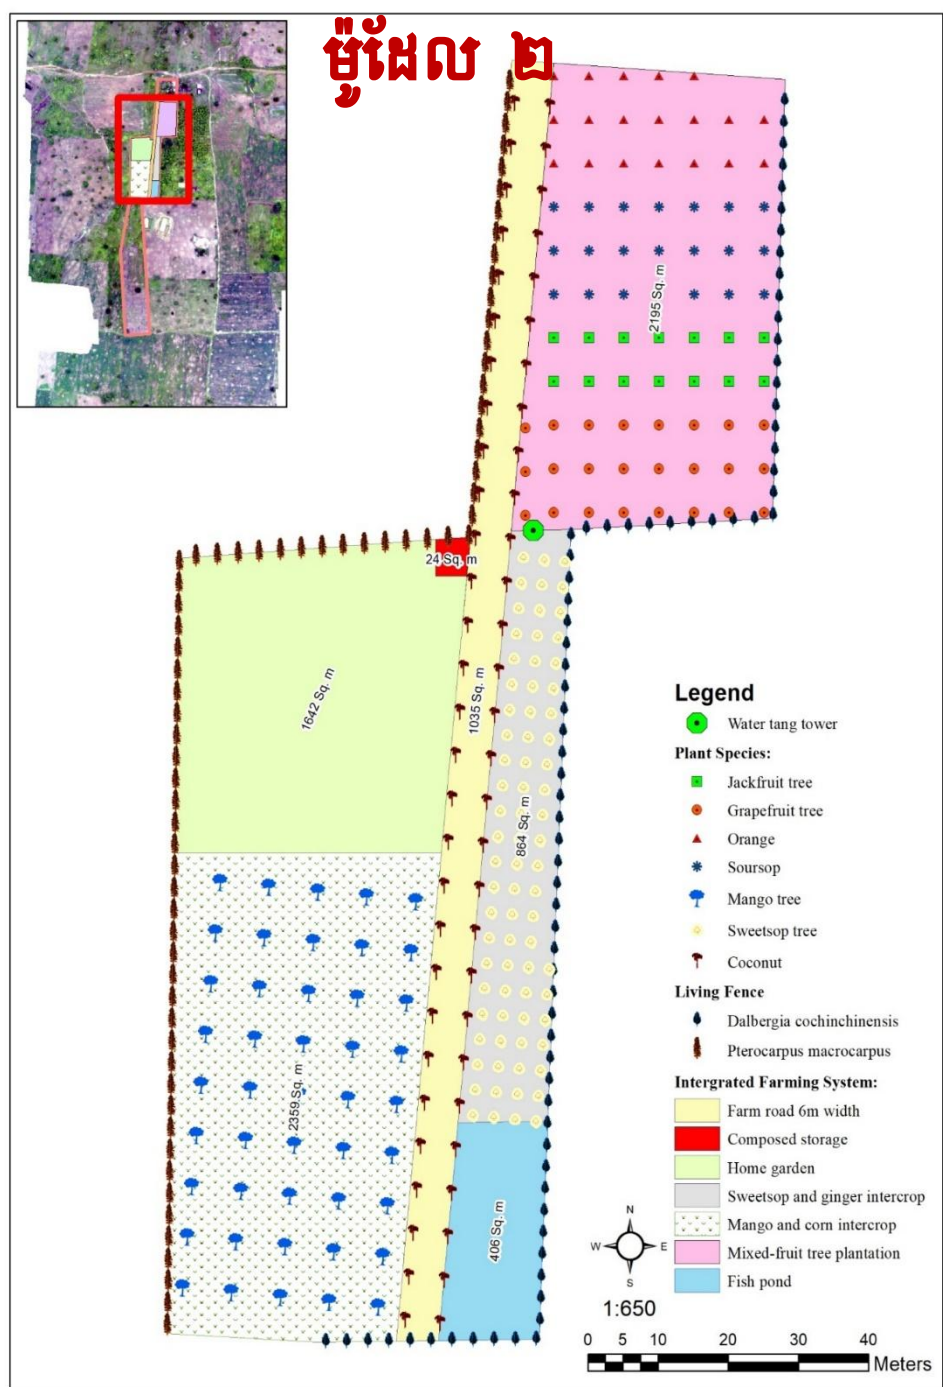 ម៉ូដែល ២
2195 Sq. m
24 Sq. m
1642 Sq. m
1035 Sq. m
864 Sq. m
2359 Sq. m
406 Sq. m
Legend
Water tang tower
Plant Species:
Jackfruit tree
Grapefruit tree
Orange
Soursop
Mango tree
Sweetsop tree
Coconut
Living Fence
Dalbergia cochinchinensis
Pterocarpus macrocarpus
Intergrated Farming System:
Farm road 6m width
Composed storage
Home garden
Sweetsop and ginger intercrop
Mango and corn intercrop
Mixed-fruit tree plantation
Fish pond
N
W E
S
1:650
0 5 10 20 30 40
Meters